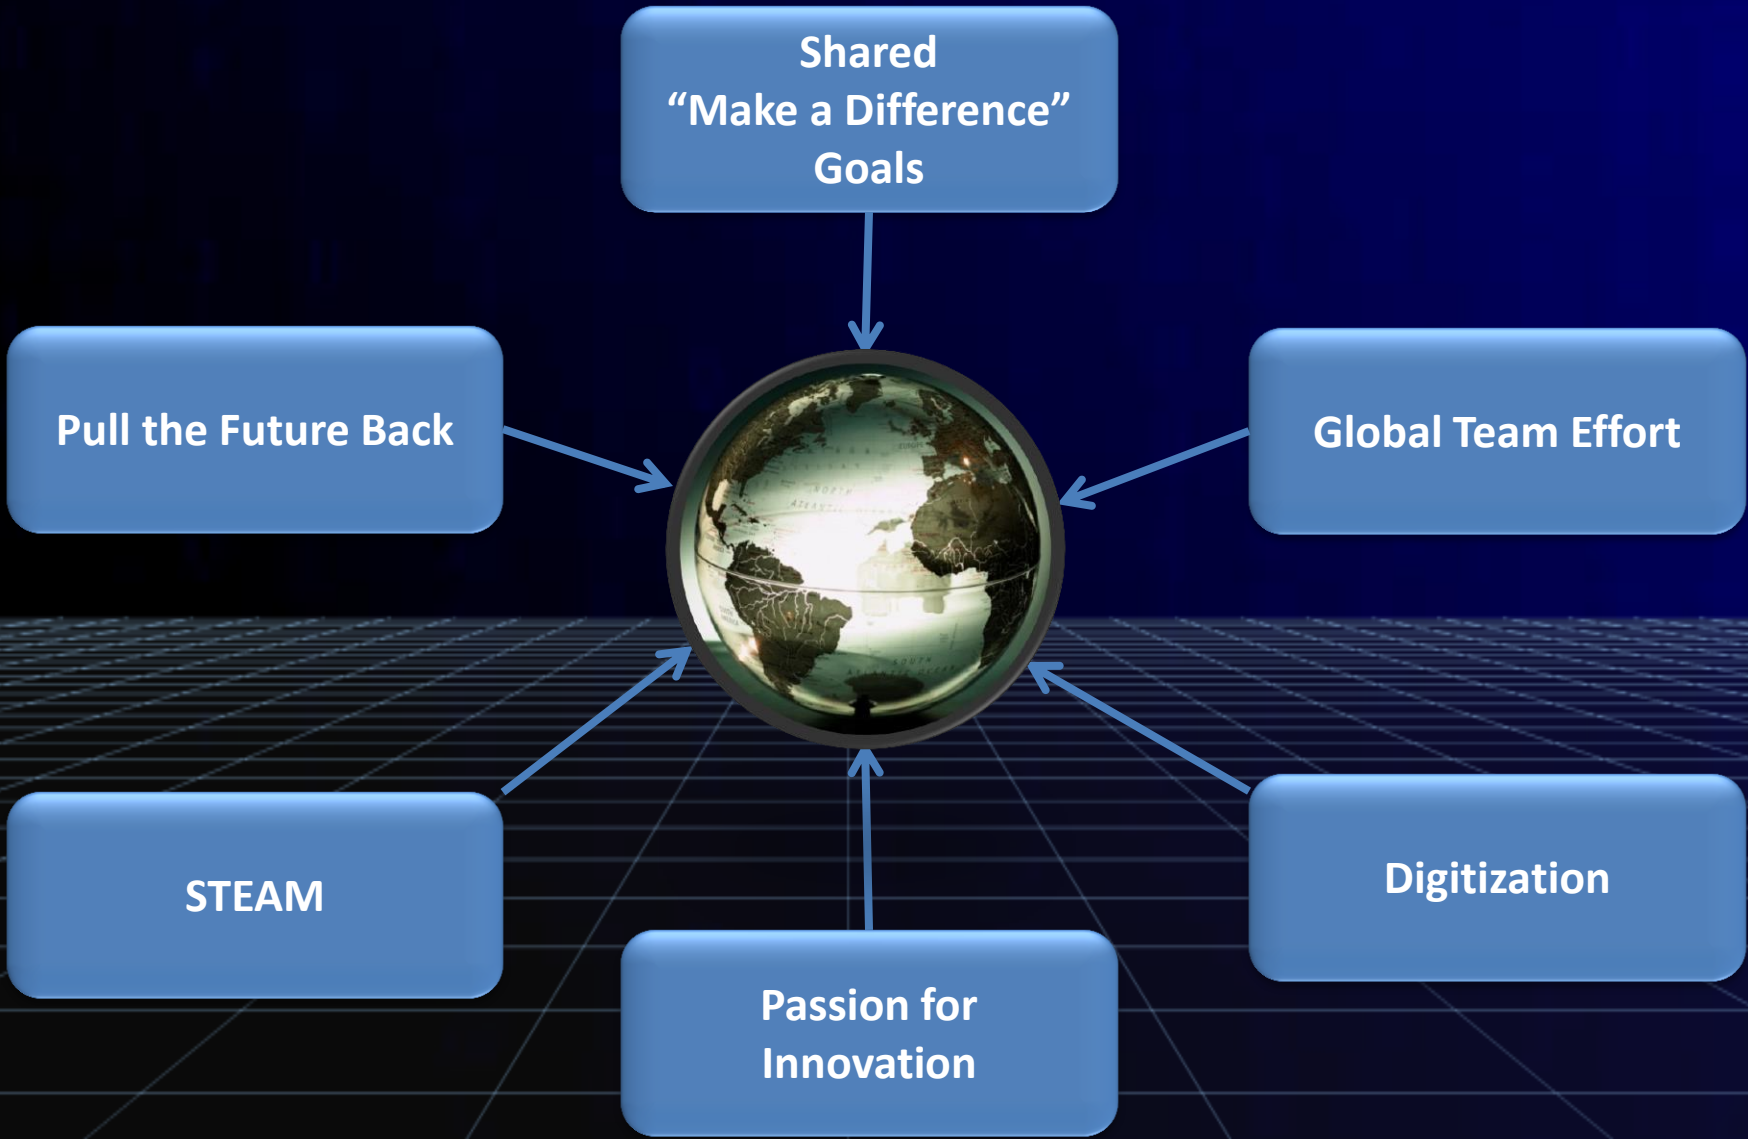 Shared
“Make a Difference”
Goals
Pull the Future Back
Global Team Effort
STEAM
Digitization
Passion for
Innovation